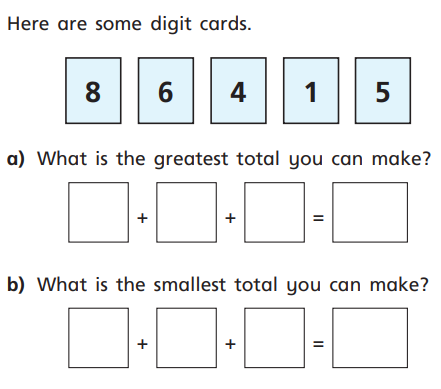 Here are some digit cards.
8 6 4 1 5
a) What is the greatest total you can make?
+ + =
b) What is the smallest total you can make?
+ + =